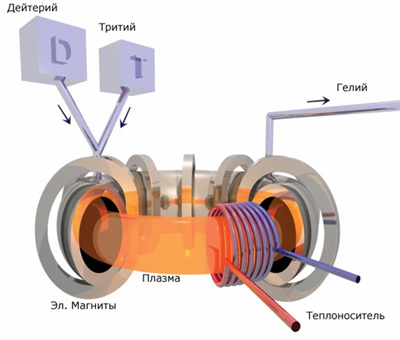 Дейтерий
Тритий
D
T
Гелий
Плазма
Эл. Магниты
Теплоноситель